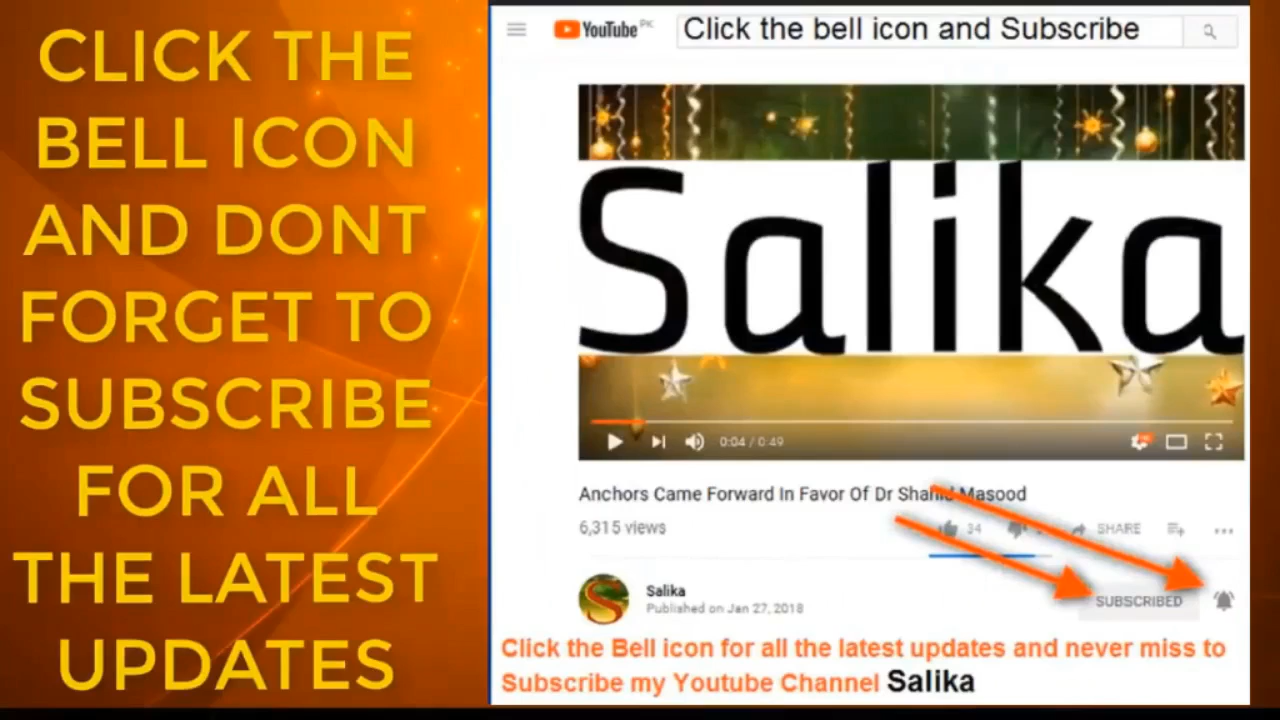 CLICK THE
BELL ICON
AND DONT
FORGET TO
SUBSCRIBE
FOR ALL
THE LATEST
UPDATES
YouTube PK
Click the bell icon and Subscribe
Salika
0:04 / 0:49
Anchors Came Forward In Favor Of Dr Shahid Masood
6,315 views
34
SHARE
Salika
SUBSCRIBED
Published on Jan 27, 2018
Click the Bell icon for all the latest updates and never miss to
Subscribe my Youtube Channel Salika